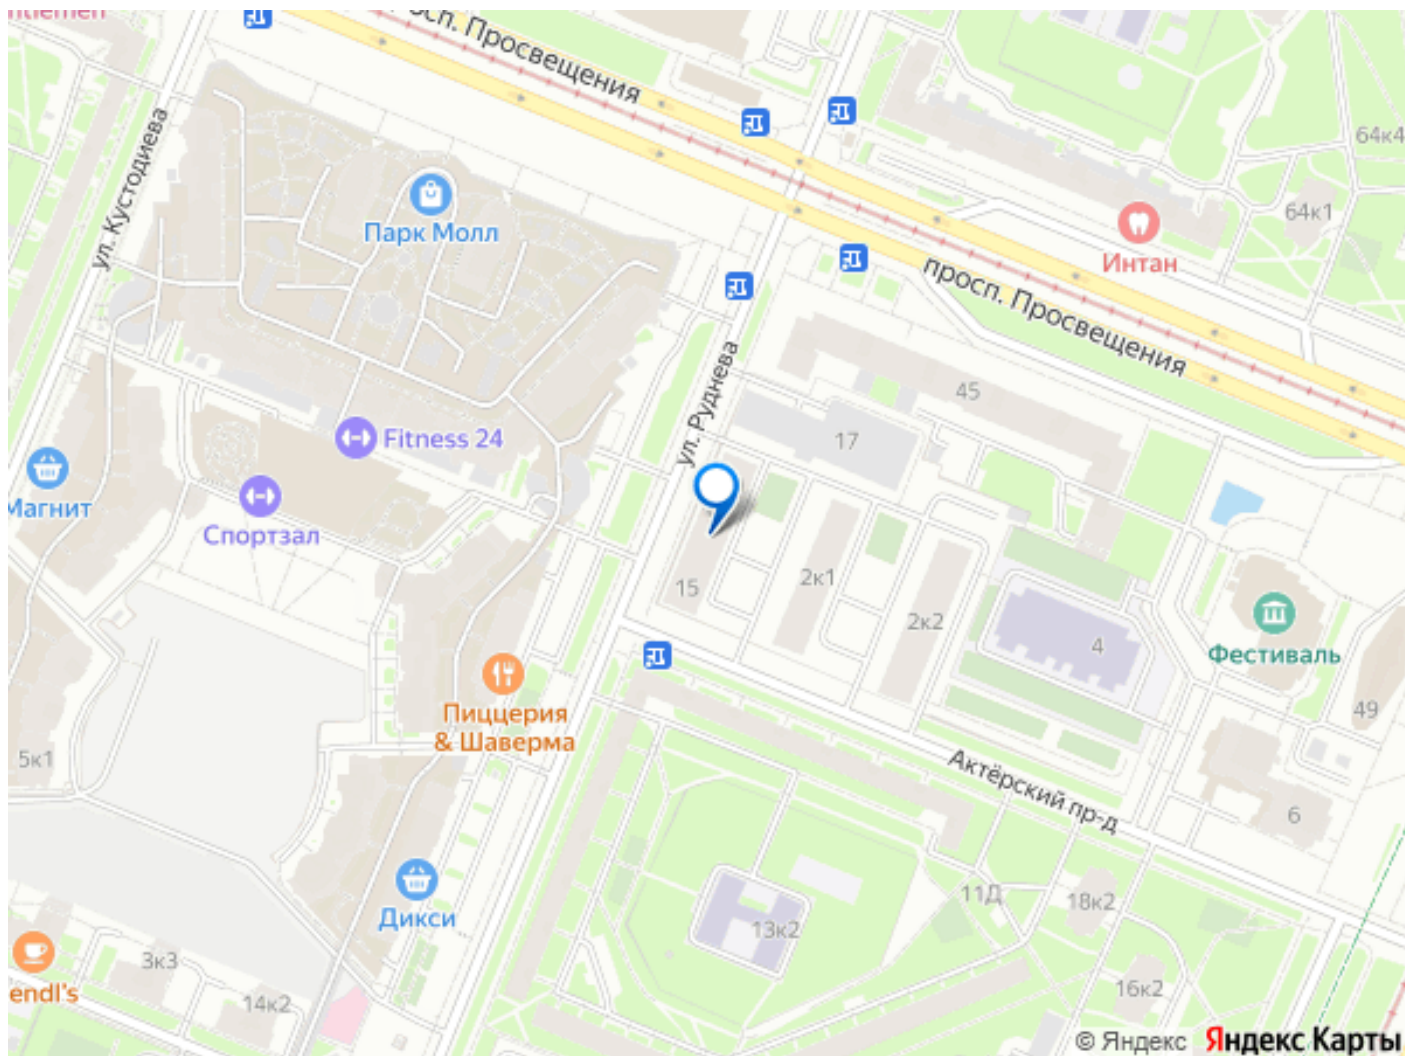 просп. Просвещения
ул. Кустодиева
64к4
64к1
Парк Молл
Интан
просп. Просвещения
ул. Руднева
45
17
Fitness 24
Магнит
Спортзал
15
2к1
2к2
4
Фестиваль
49
Пиццерия
& Шаверма
5к1
Актёрский пр-д
6
Дикси
11Д
18к2
13к2
3к3
14к2
16к2
endl's
© Яндекс Яндекс Карты